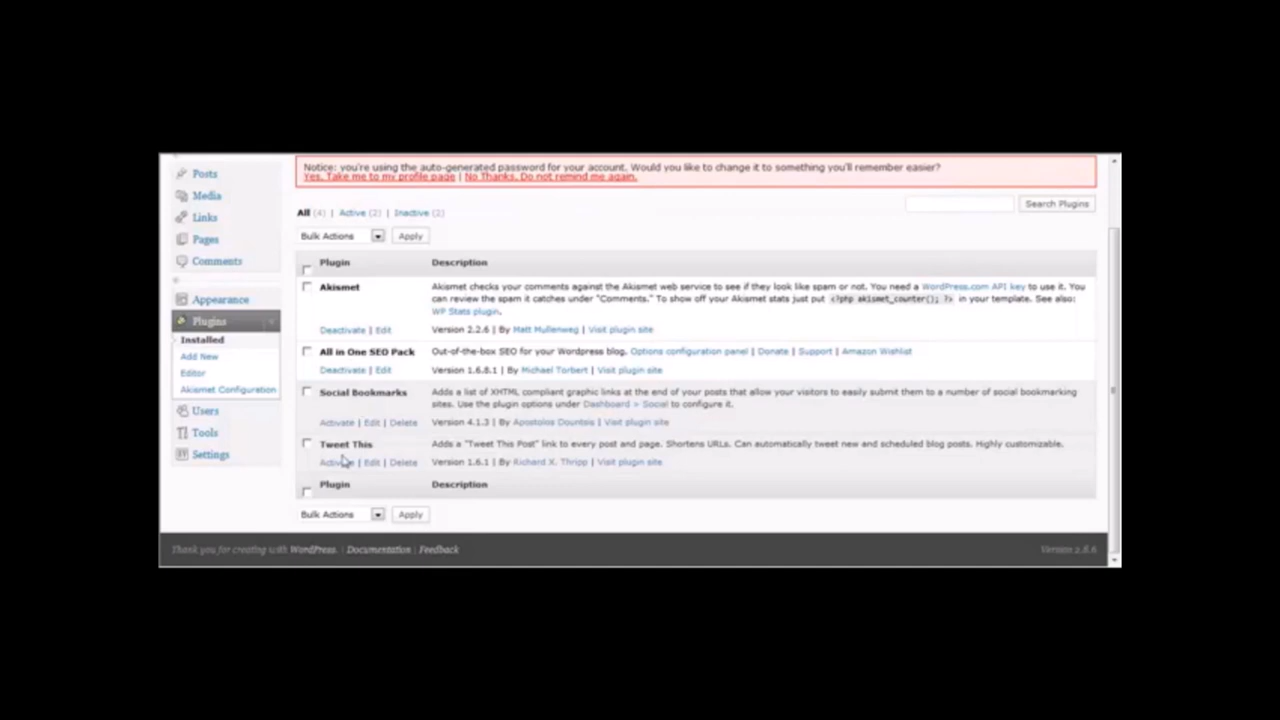 Posts
Media
Links
Pages
Comments
Appearance
Plugins
Installed
Add New
Editor
Akismet Configuration
Users
Tools
Settings
Notice: you're using the auto-generated password for your account. Would you like to change it to something you'll remember easier?
Yes, Take me to my profile page | No Thanks, Do not remind me again.
All (4) | Active (2) | Inactive (2)
Search Plugins
Bulk Actions Apply
Plugin Description
Akismet Akismet checks your comments against the Akismet web service to see if they look like spam or not. You need a WordPress.com API key to use it. You
can review the spam it catches under "Comments." To show off your Akismet stats just put <?php akismet_counter(); ?> in your template. See also:
WP Stats plugin.
Deactivate | Edit Version 2.2.6 | By Matt Mullenweg | Visit plugin site
All in One SEO Pack Out-of-the-box SEO for your Wordpress blog. Options configuration panel | Donate | Support | Amazon Wishlist
Deactivate | Edit Version 1.6.8.1 | By Michael Torbert | Visit plugin site
Social Bookmarks Adds a list of XHTML compliant graphic links at the end of your posts that allow your visitors to easily submit them to a number of social bookmarking
sites. Use the plugin options under Dashboard > Social to configure it.
Activate | Edit | Delete Version 4.1.3 | By Apostolos Dountsis | Visit plugin site
Tweet This Adds a "Tweet This Post" link to every post and page. Shortens URLs. Can automatically tweet new and scheduled blog posts. Highly customizable.
Activate | Edit | Delete Version 1.6.1 | By Richard X. Thripp | Visit plugin site
Plugin Description
Bulk Actions Apply
Thank you for creating with WordPress. | Documentation | Feedback
Version 2.8.6